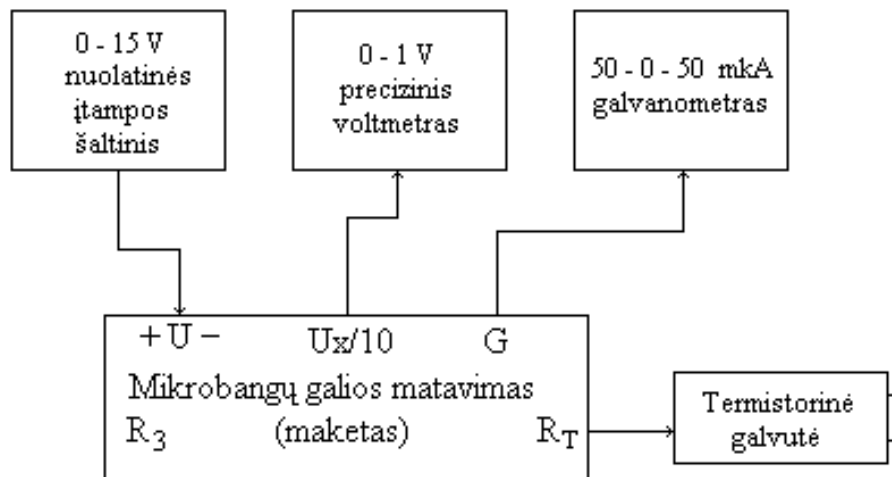 0 - 15 V
nuolatinės
įtampos
šaltinis
0 - 1 V
precizinis
voltmetras
50 - 0 - 50 mkA
galvanometras
+ U − Ux/10 G
Mikrobangų galios matavimas
R3 (maketas) RT
Termistorinė
galvutė